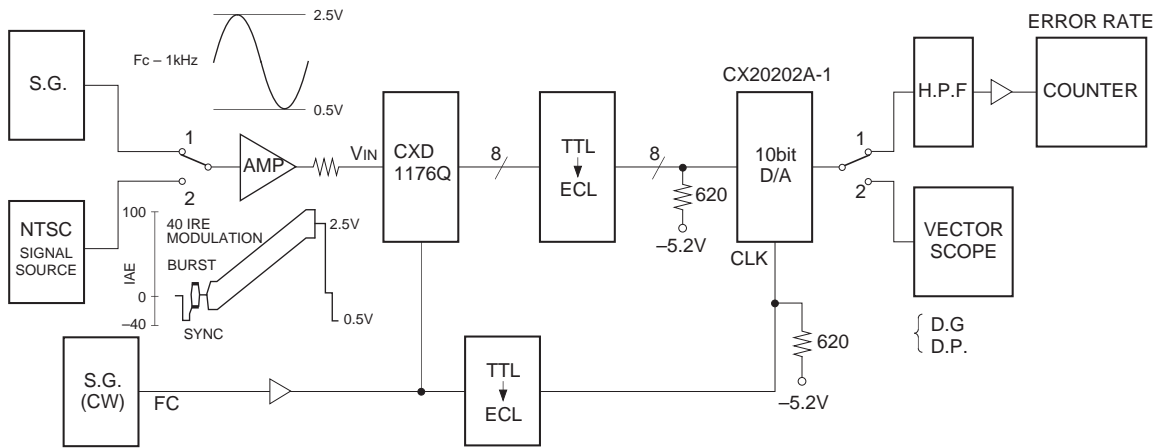 2.5V
Fc – 1kHz
0.5V
S.G.
1
2
AMP
VIN
CXD
1176Q
8
TTL
ECL
8
620
–5.2V
CX20202A-1
10bit
D/A
CLK
1
2
H.P.F
ERROR RATE
COUNTER
VECTOR
SCOPE
D.G
D.P.
NTSC
SIGNAL
SOURCE
100
40 IRE
MODULATION
2.5V
IAE
BURST
0
–40
SYNC
0.5V
S.G.
(CW)
FC
TTL
ECL
620
–5.2V